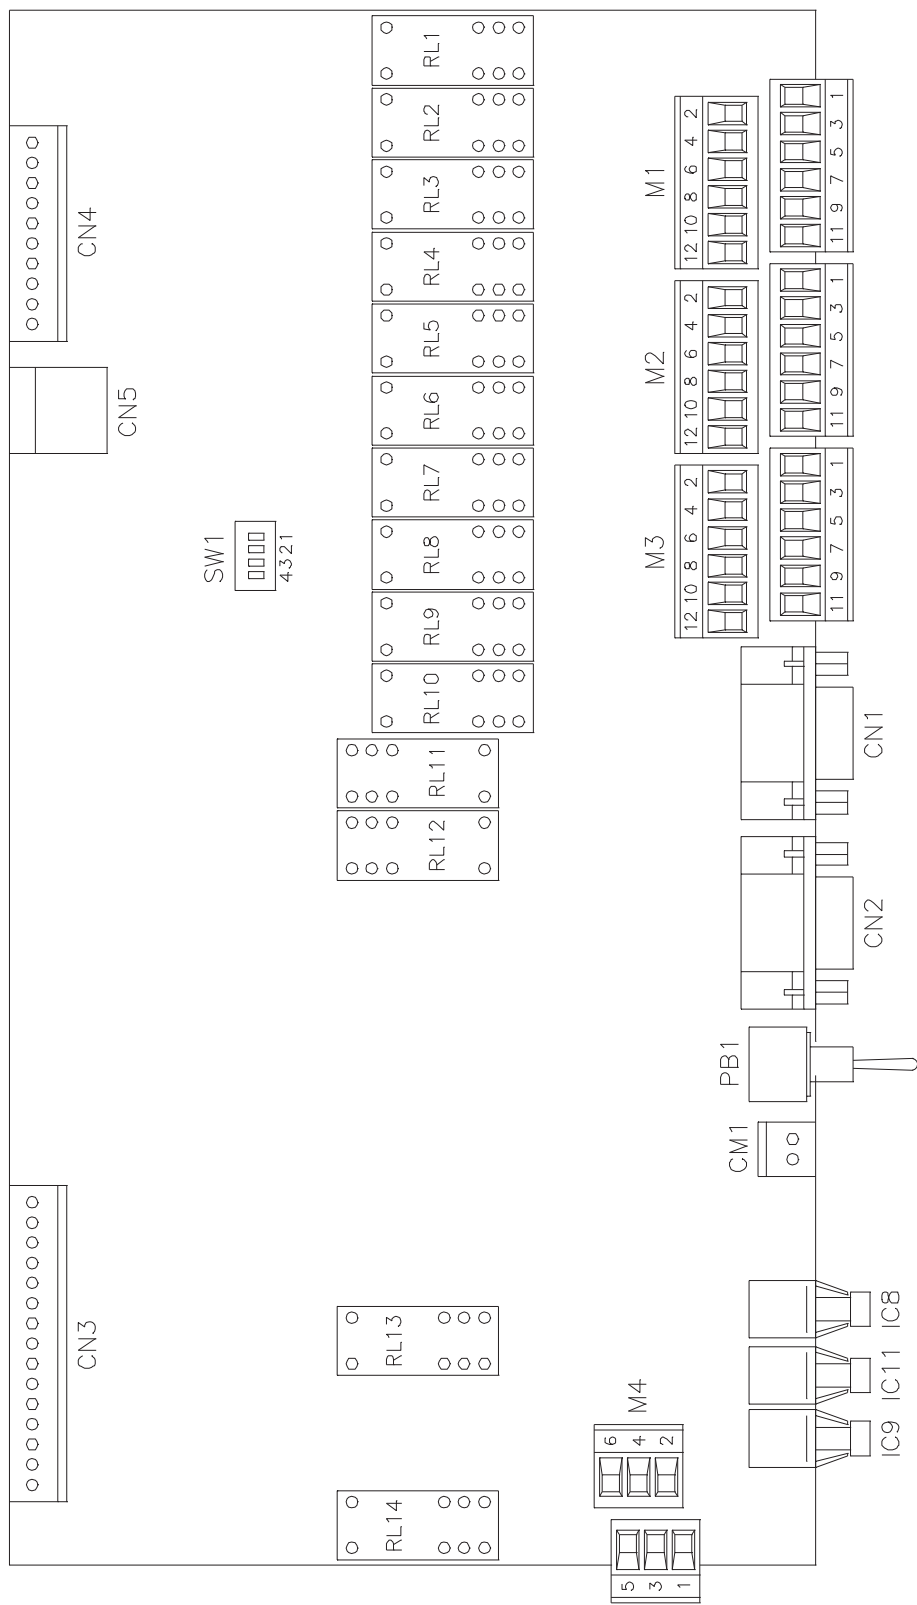 RL1
RL2
RL3
RL4
RL5
RL6
RL7
RL8
RL9
RL10
RL11
RL12
RL13
RL14
CN4
CN5
SW1
4321
CN3
M1
12 10 8 6 4 2
11 9 7 5 3 1
M2
12 10 8 6 4 2
11 9 7 5 3 1
M3
12 10 8 6 4 2
11 9 7 5 3 1
CN1
CN2
PB1
CM1
IC8
IC11
IC9
M4
6 4 2
5 3 1